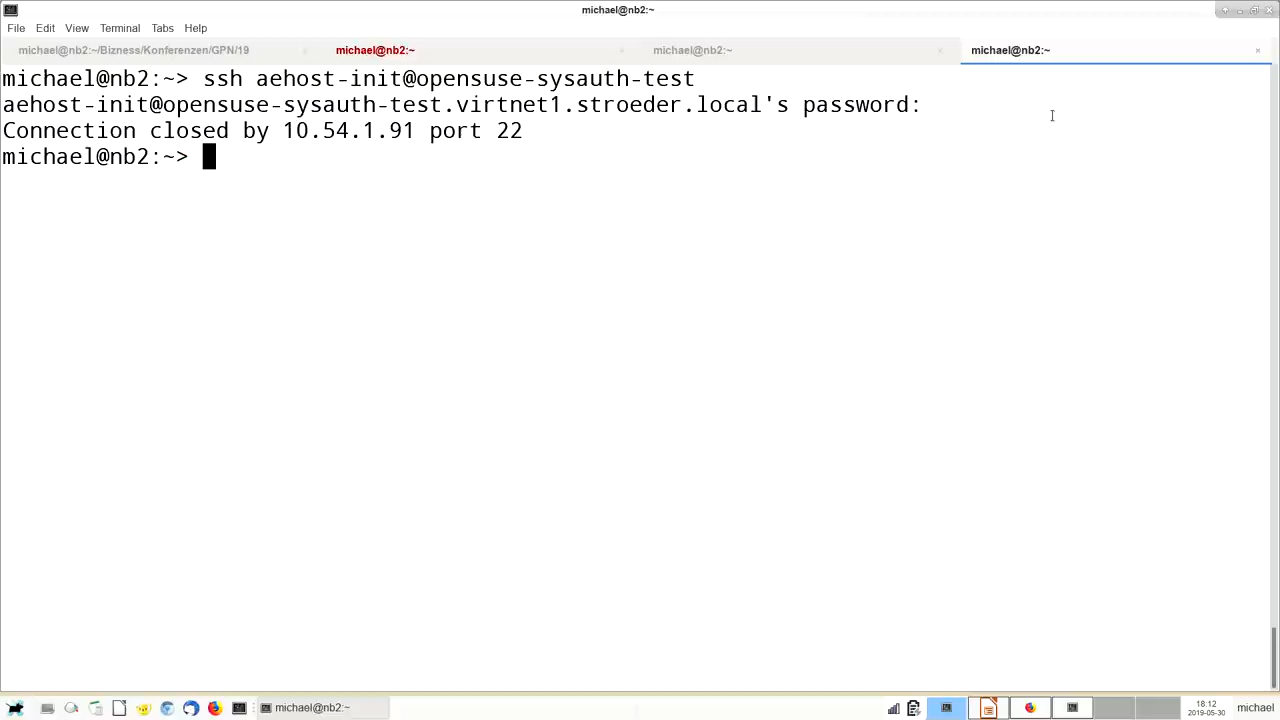 michael@nb2:~
File Edit View Terminal Tabs Help
michael@nb2:~/Bizness/Konferenzen/GPN/19 michael@nb2:~ michael@nb2:~ michael@nb2:~
michael@nb2:~> ssh aehost-init@opensuse-sysauth-test
aehost-init@opensuse-sysauth-test.virtnet1.stroeder.local's password:
Connection closed by 10.54.1.91 port 22
michael@nb2:~>
michael@nb2:~
18:12
2019-05-30
michael